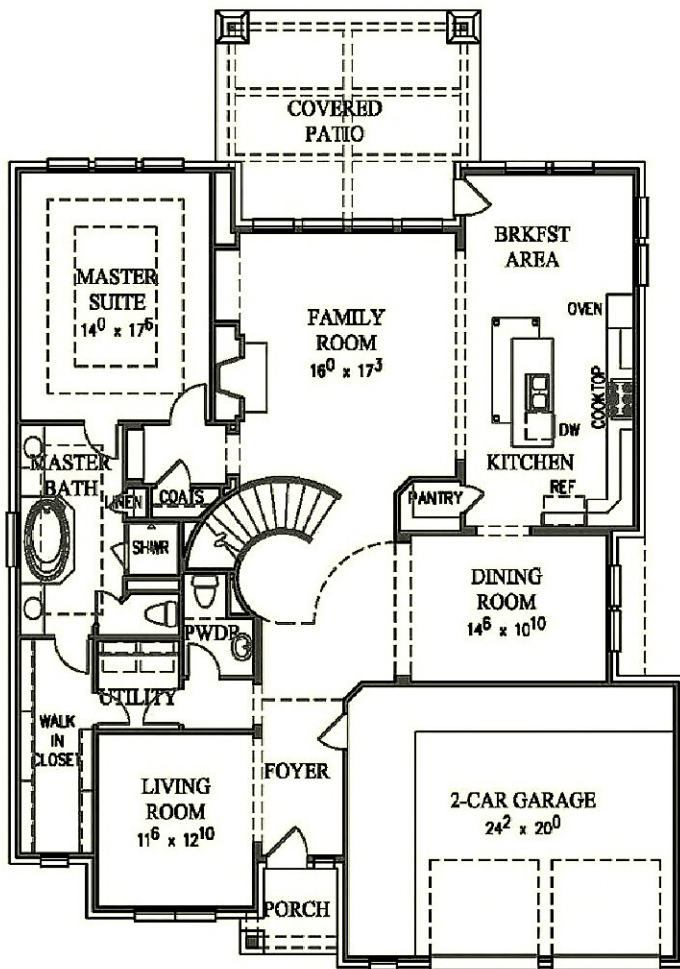 COVERED
PATIO
BRKFST
AREA
MASTER
SUITE
14⁰ x 17⁶
FAMILY
ROOM
16⁰ x 17³
OVEN
COOKTOP
DW
KITCHEN
MASTER
BATH
LINEN
COATS
PANTRY
REF
SHWR
DINING
ROOM
14⁶ x 10¹⁰
PWDR
UTILITY
WALK
IN
CLOSET
LIVING
ROOM
11⁶ x 12¹⁰
FOYER
2-CAR GARAGE
24² x 20⁰
PORCH